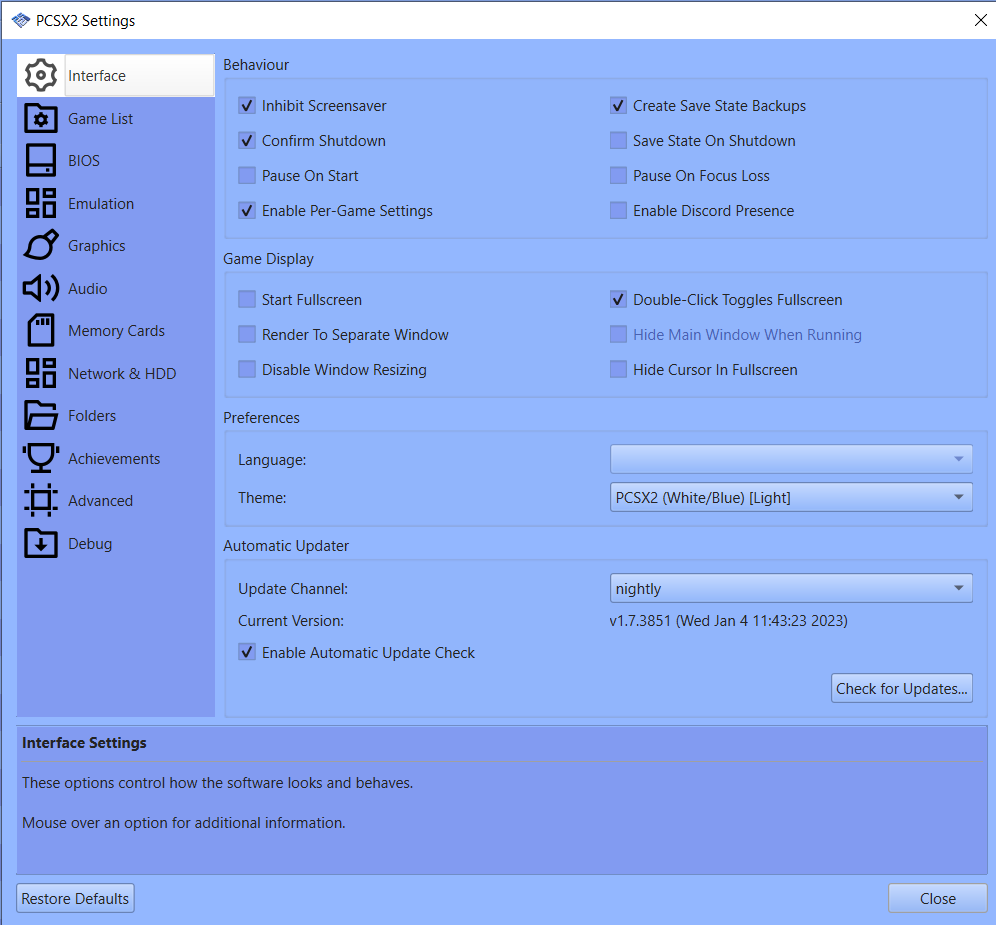 PCSX2 Settings
Interface
Game List
BIOS
Emulation
Graphics
Audio
Memory Cards
Network & HDD
Folders
Achievements
Advanced
Debug
Behaviour
Inhibit Screensaver
Create Save State Backups
Confirm Shutdown
Save State On Shutdown
Pause On Start
Pause On Focus Loss
Enable Per-Game Settings
Enable Discord Presence
Game Display
Start Fullscreen
Double-Click Toggles Fullscreen
Render To Separate Window
Hide Main Window When Running
Disable Window Resizing
Hide Cursor In Fullscreen
Preferences
Language:
Theme:
PCSX2 (White/Blue) [Light]
Automatic Updater
Update Channel:
nightly
Current Version:
v1.7.3851 (Wed Jan 4 11:43:23 2023)
Enable Automatic Update Check
Check for Updates...
Interface Settings
These options control how the software looks and behaves.
Mouse over an option for additional information.
Restore Defaults
Close